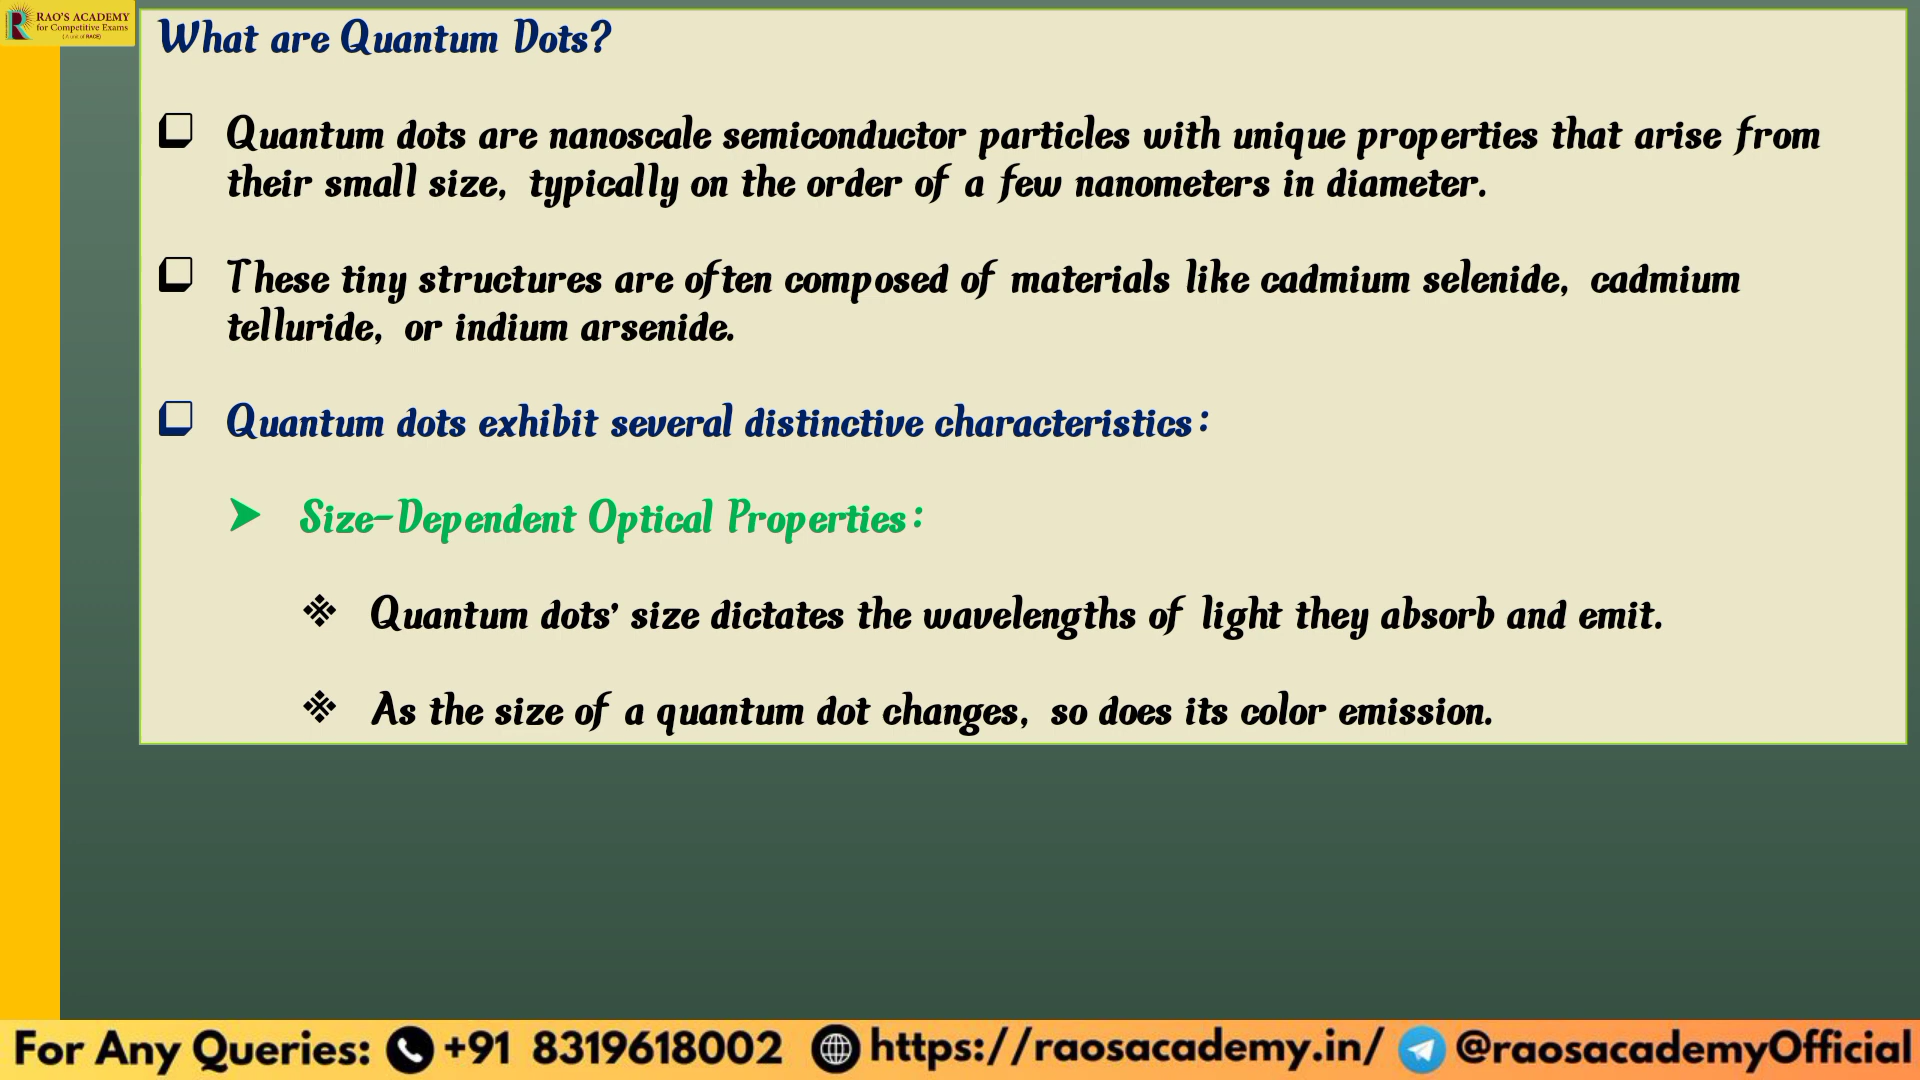 RAO'S ACADEMY
for Competitive Exams
(A unit of RACE)
What are Quantum Dots?
Quantum dots are nanoscale semiconductor particles with unique properties that arise from
their small size, typically on the order of a few nanometers in diameter.
These tiny structures are often composed of materials like cadmium selenide, cadmium
telluride, or indium arsenide.
Quantum dots exhibit several distinctive characteristics:
Size-Dependent Optical Properties:
Quantum dots' size dictates the wavelengths of light they absorb and emit.
As the size of a quantum dot changes, so does its color emission.
For Any Queries: +91 8319618002 https://raosacademy.in/ @raosacademyOfficial